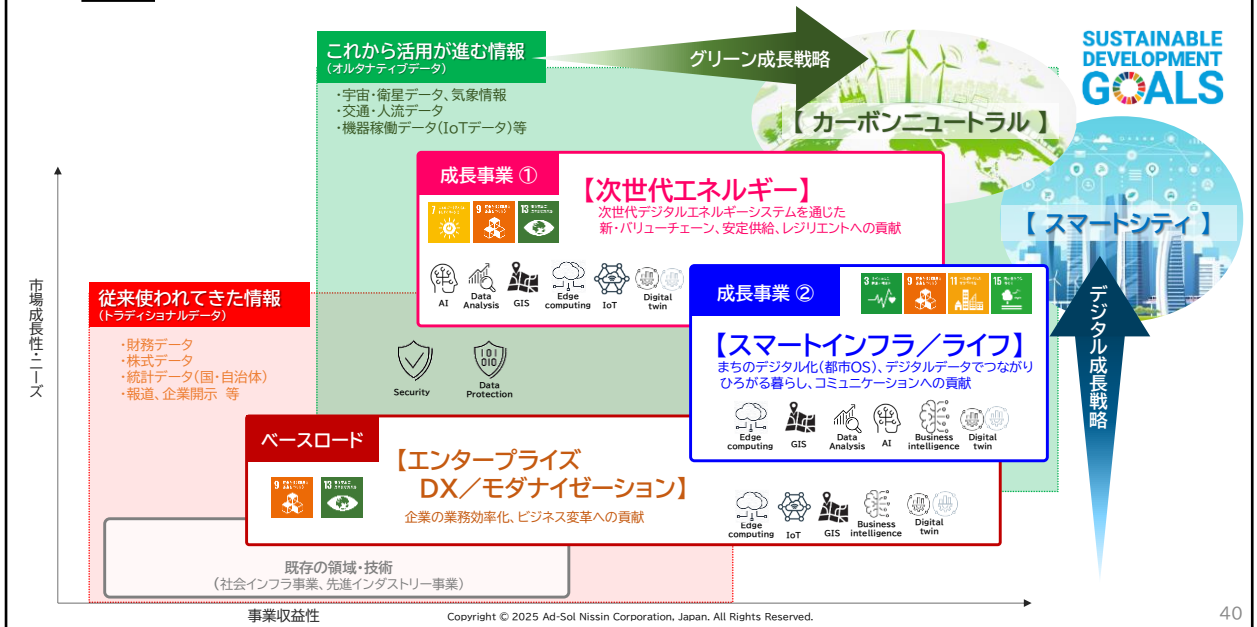 これから活用が進む情報
(オルタナティブデータ)
・宇宙・衛星データ、気象情報
・交通・人流データ
・機器稼働データ(IoTデータ)等
グリーン成長戦略
【 カーボンニュートラル 】
SUSTAINABLE
DEVELOPMENT
GOALS
【 スマートシティ 】
成長事業 ①
【次世代エネルギー】
次世代デジタルエネルギーシステムを通じた
新・バリューチェーン、安定供給、レジリエントへの貢献
7
9
13
AI
Data
Analysis
GIS
Edge
computing
IoT
Digital
twin
成長事業 ②
3
9
11
15
【スマートインフラ／ライフ】
まちのデジタル化(都市OS)、デジタルデータでつながり
ひろがる暮らし、コミュニケーションへの貢献
Edge
computing
GIS
Data
Analysis
AI
Business
intelligence
Digital
twin
デジタル成長戦略
市場成長性・ニーズ
従来使われてきた情報
(トラディショナルデータ)
・財務データ
・株式データ
・統計データ(国・自治体)
・報道、企業開示 等
Security
101
010
Data
Protection
ベースロード
【エンタープライズ
DX／モダナイゼーション】
企業の業務効率化、ビジネス変革への貢献
9
13
Edge
computing
IoT
GIS
Business
intelligence
Digital
twin
既存の領域・技術
(社会インフラ事業、先進インダストリー事業)
事業収益性
Copyright © 2025 Ad-Sol Nissin Corporation, Japan. All Rights Reserved.
40